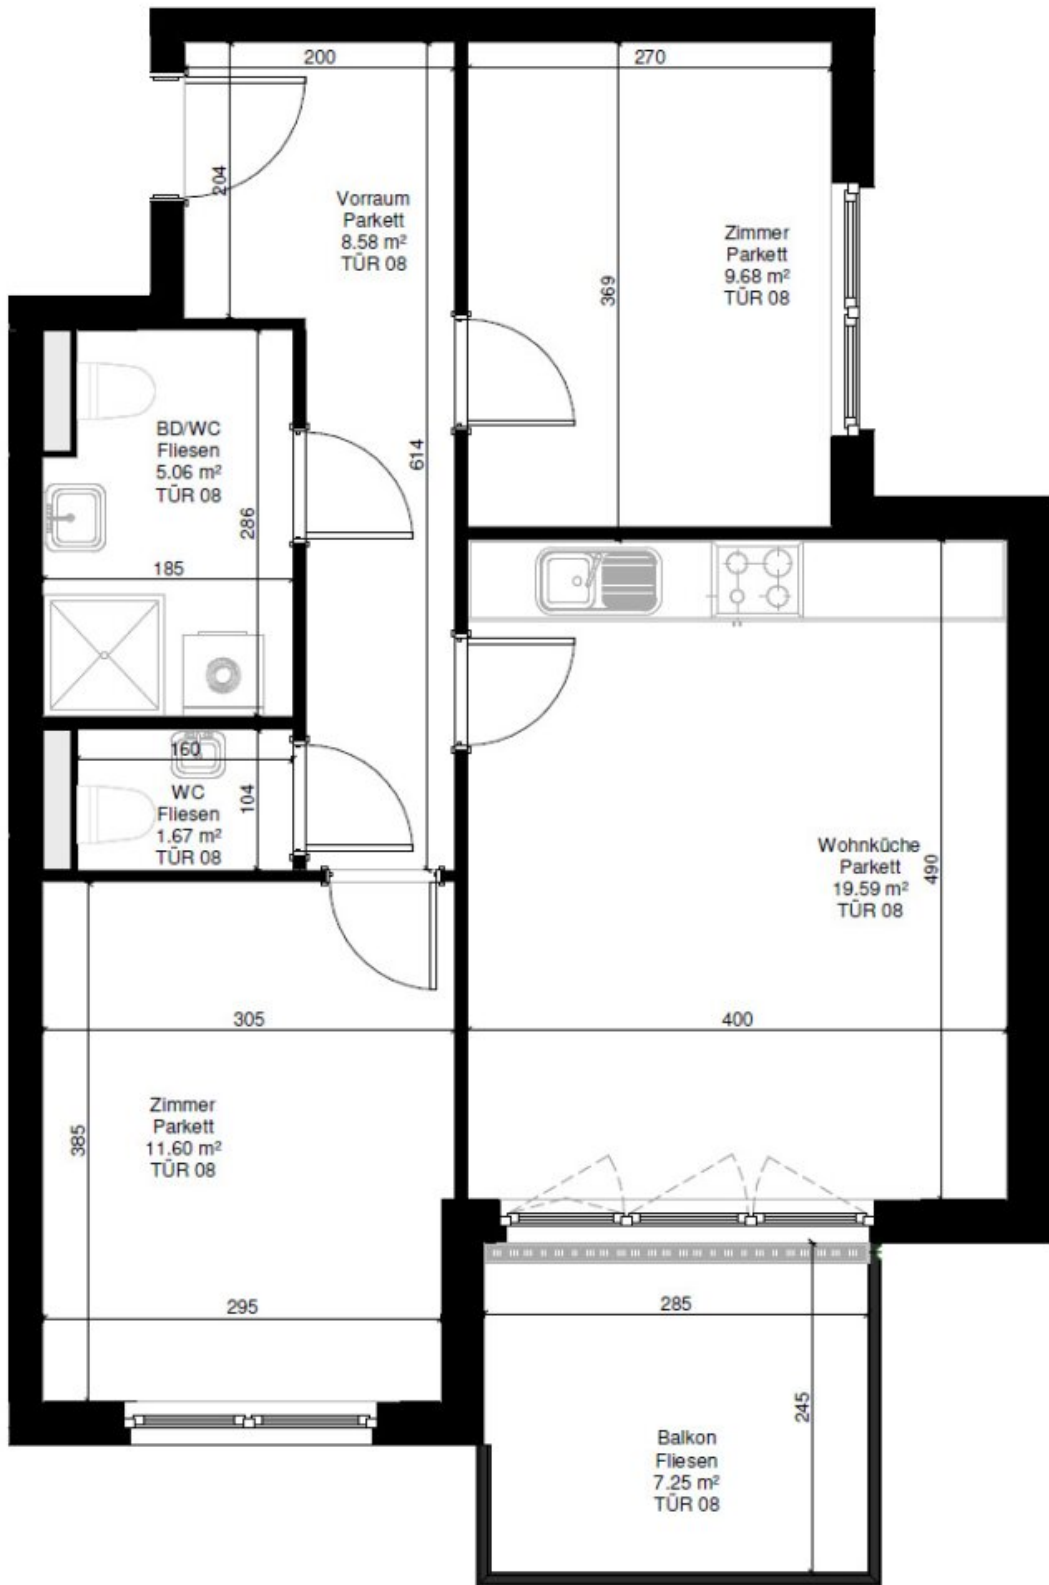 200
270
204
Vorraum
Parkett
8.58 m²
TÜR 08
Zimmer
Parkett
9.68 m²
TÜR 08
369
BD/WC
Fliesen
5.06 m²
TÜR 08
614
286
185
160
WC
Fliesen
1.67 m²
TÜR 08
104
Wohnküche
Parkett
19.59 m²
TÜR 08
490
305
400
Zimmer
Parkett
11.60 m²
TÜR 08
385
295
285
245
Balkon
Fliesen
7.25 m²
TÜR 08